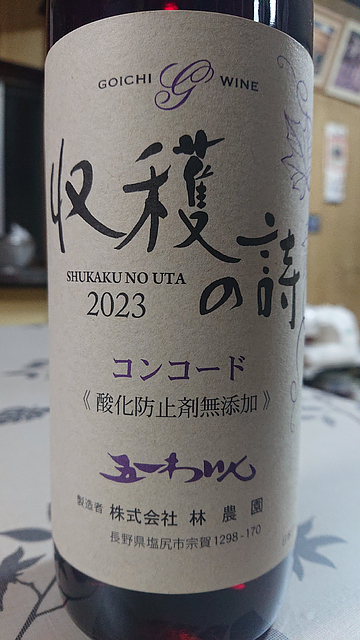 GOICHI G WINE
収穫の詩
SHUKAKU NO UTA
2023
コンコード
《酸化防止剤無添加》
五一わいん
製造者 株式会社 林 農 園
長野県塩尻市宗賀1298-170